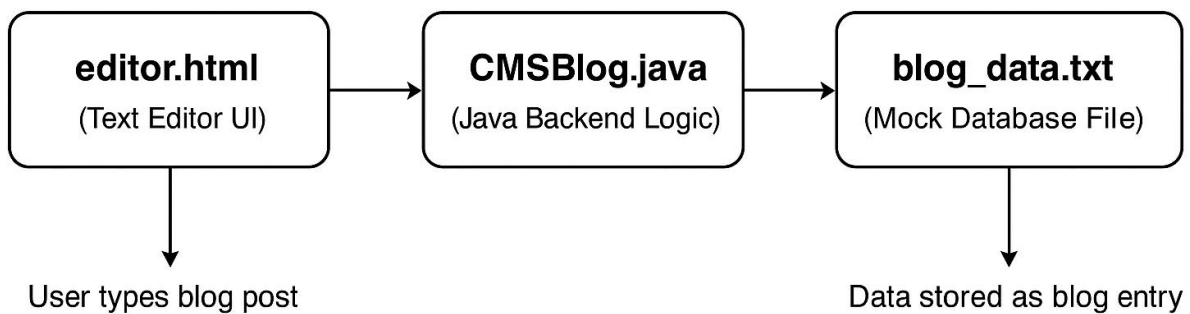 editor.html
(Text Editor UI)
CMSBlog.java
(Java Backend Logic)
blog_data.txt
(Mock Database File)
User types blog post
Data stored as blog entry